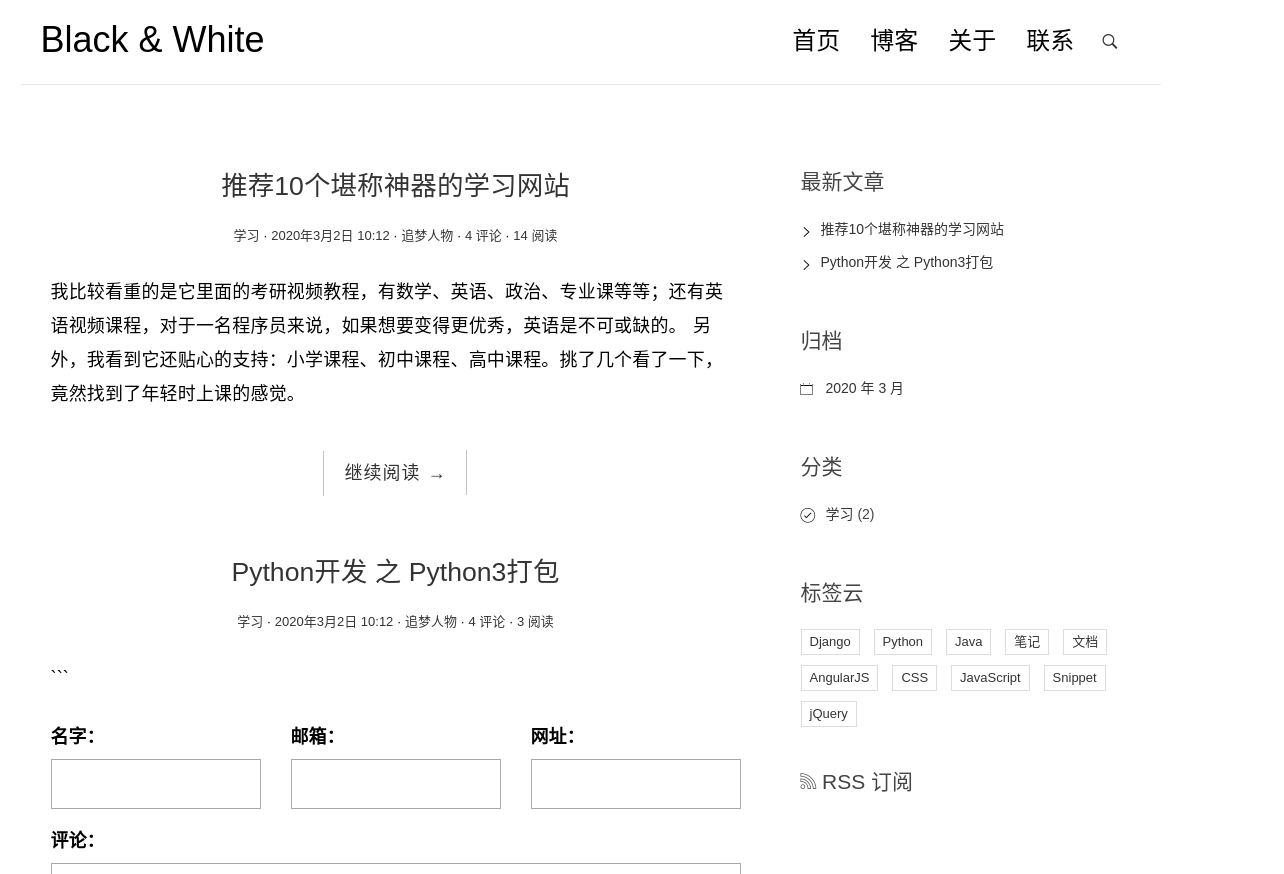 Black & White
首页 博客 关于 联系
推荐10个堪称神器的学习网站
学习 · 2020年3月2日 10:12 · 追梦人物 · 4 评论 · 14 阅读
我比较看重的是它里面的考研视频教程，有数学、英语、政治、专业课等等；还有英
语视频课程，对于一名程序员来说，如果想要变得更优秀，英语是不可或缺的。 另
外，我看到它还贴心的支持：小学课程、初中课程、高中课程。挑了几个看了一下，
竟然找到了年轻时上课的感觉。
继续阅读 →
Python开发 之 Python3打包
学习 · 2020年3月2日 10:12 · 追梦人物 · 4 评论 · 3 阅读
```
名字： 邮箱： 网址：
评论：
最新文章
推荐10个堪称神器的学习网站
Python开发 之 Python3打包
归档
2020 年 3 月
分类
学习 (2)
标签云
Django Python Java 笔记 文档
AngularJS CSS JavaScript Snippet
jQuery
RSS 订阅